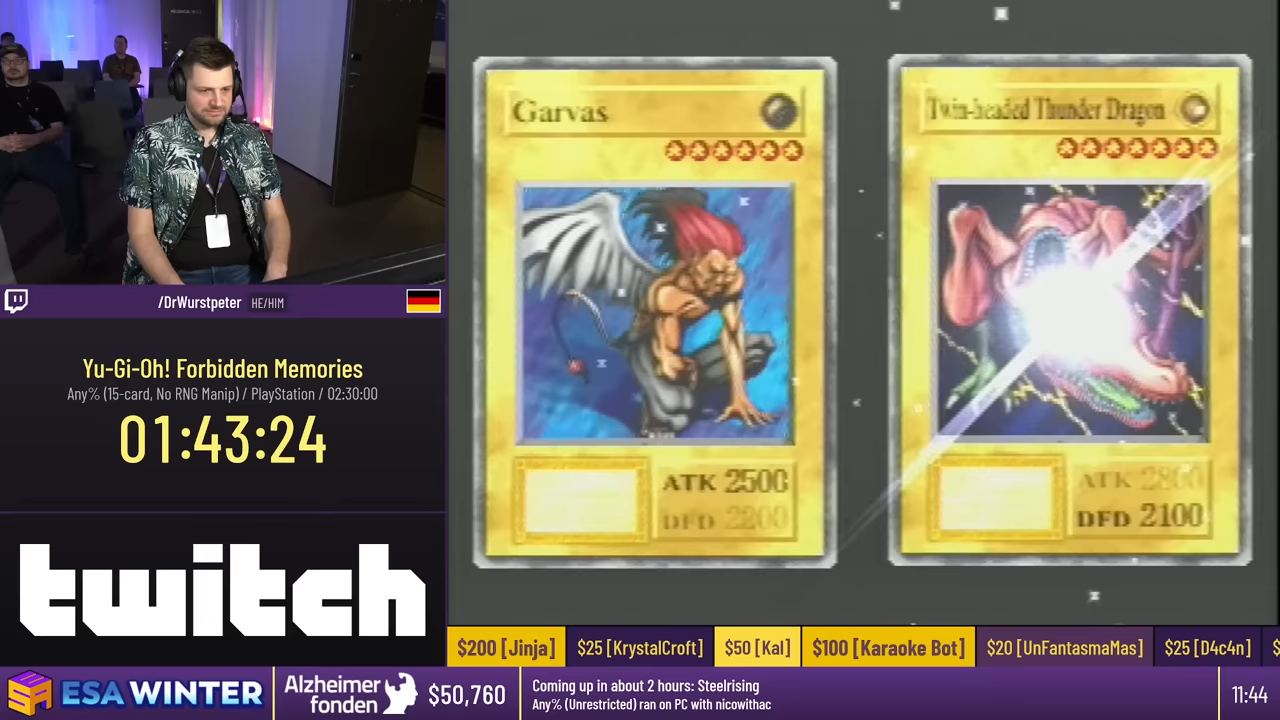 /DrWurstpeter HE/HIM
Yu-Gi-Oh! Forbidden Memories
Any% (15-card, No RNG Manip) / PlayStation / 02:30:00
01:43:24
twitch
Garvas
ATK 2500
DFD 2200
Twin-headed Thunder Dragon
ATK 2800
DFD 2100
$200 [Jinja]
$25 [KrystalCroft]
$50 [Kal]
$100 [Karaoke Bot]
$20 [UnFantasmaMas]
$25 [D4c4n]
$
ESA WINTER
Alzheimer
fonden
$50,760
Coming up in about 2 hours: Steelrising
Any% (Unrestricted) ran on PC with nicowithac
11:44